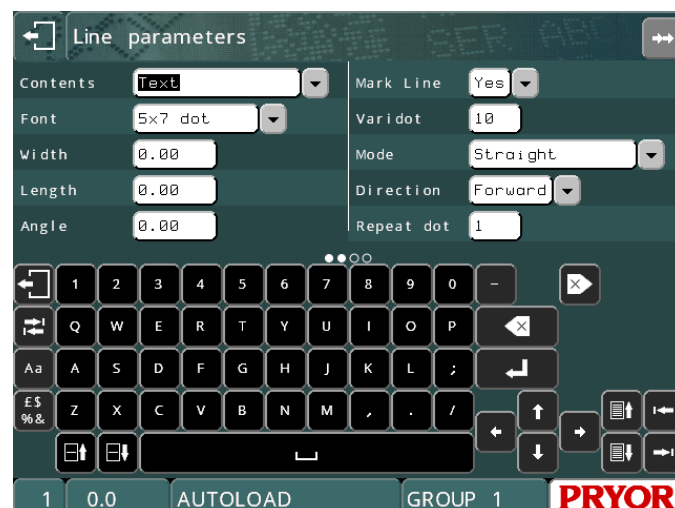 Line parameters
Contents Text Mark Line Yes
Font 5×7 dot Varidot 10
Width 0.00 Mode Straight
Length 0.00 Direction Forward
Angle 0.00 Repeat dot 1
1 2 3 4 5 6 7 8 9 0 -
Q W E R T Y U I O P
Aa A S D F G H J K L ;
£$
%& Z X C V B N M , . /
1 0.0 AUTOLOAD GROUP 1 PRYOR